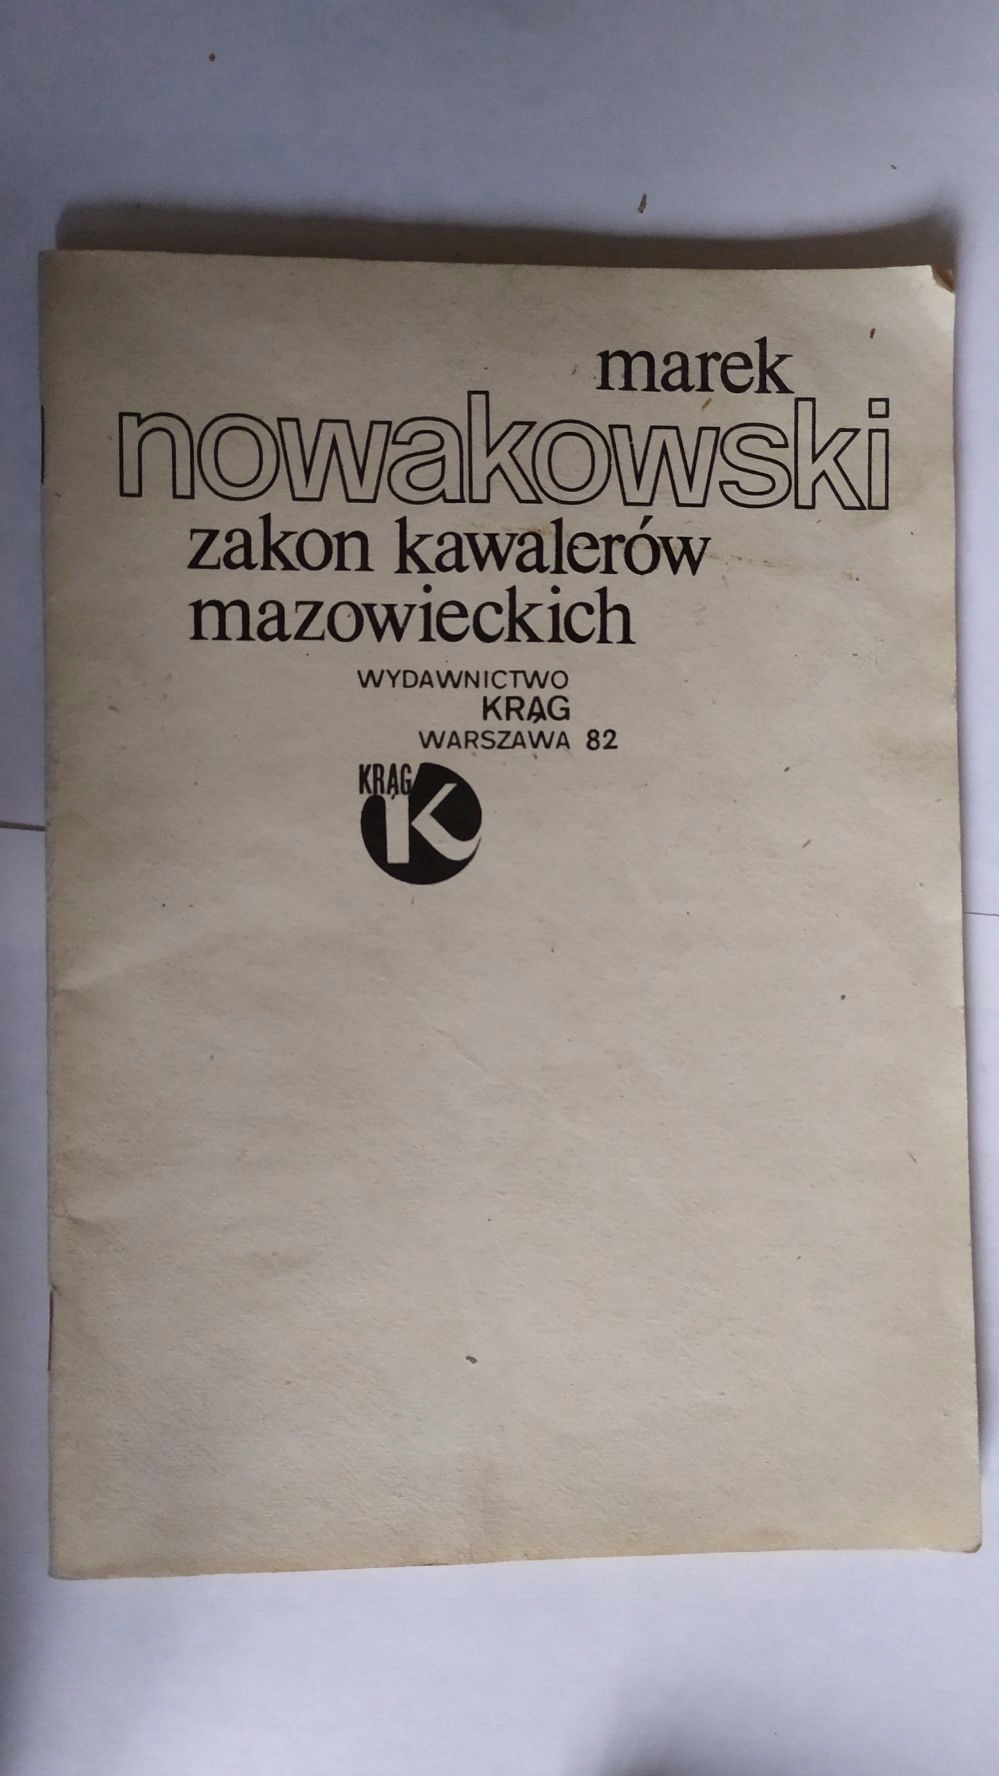 marek
nowakowski
zakon kawalerów
mazowieckich
WYDAWNICTWO
KRĄG
WARSZAWA 82
KRĄG
K